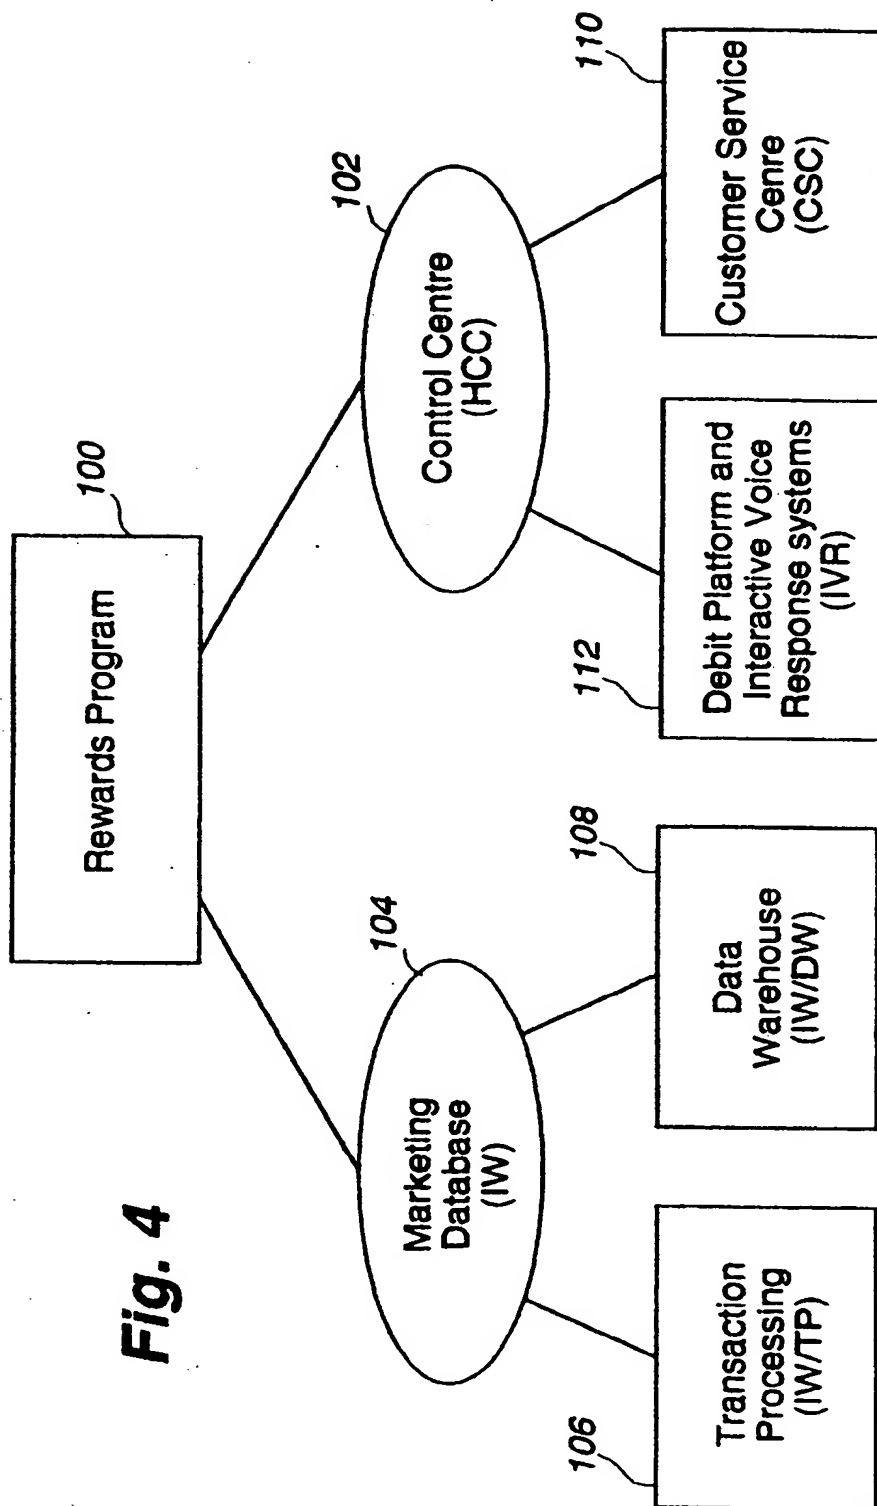 Fig. 4
100
Rewards Program
104
Marketing
Database
(IW)
102
Control Centre
(HCC)
106
Transaction
Processing
(IW/TP)
108
Data
Warehouse
(IW/DW)
112
Debit Platform and
Interactive Voice
Response systems
(IVR)
110
Customer Service
Cenre
(CSC)